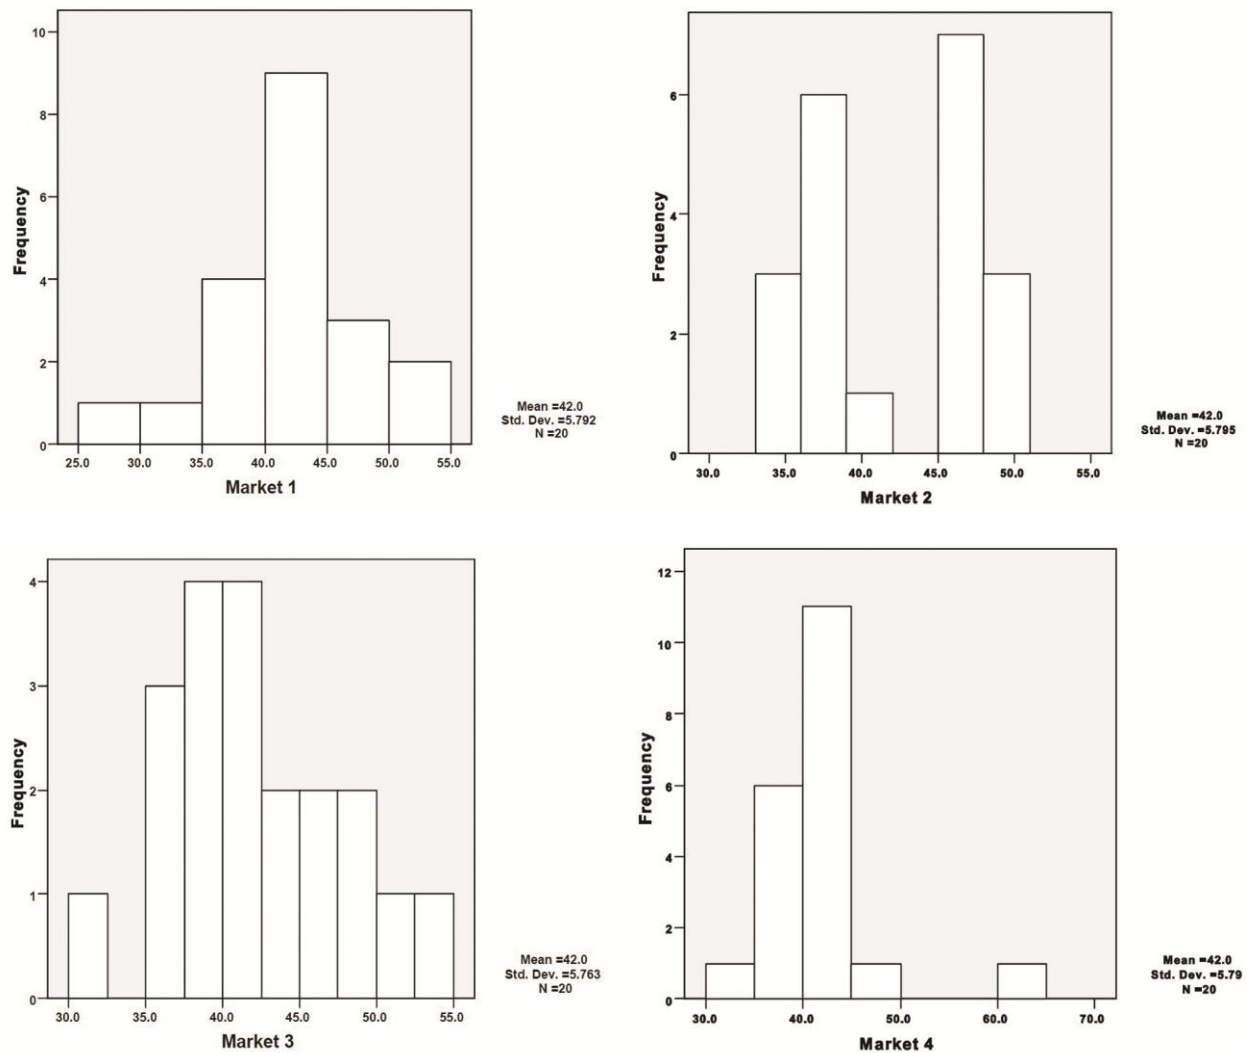 10
8
6
4
2
0
Frequency
25.0 30.0 35.0 40.0 45.0 50.0 55.0
Market 1
Mean =42.0
Std. Dev. =5.792
N =20
6
4
2
0
Frequency
30.0 35.0 40.0 45.0 50.0 55.0
Market 2
Mean =42.0
Std. Dev. =5.795
N =20
4
3
2
1
0
Frequency
30.0 35.0 40.0 45.0 50.0 55.0
Market 3
Mean =42.0
Std. Dev. =5.763
N =20
12
10
8
6
4
2
0
Frequency
30.0 40.0 50.0 60.0 70.0
Market 4
Mean =42.0
Std. Dev. =5.79
N =20